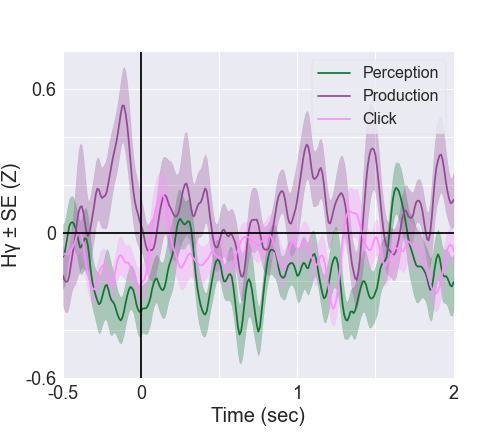 Perception
Production
Click
Hγ ± SE (Z)
0.6
0
-0.6
-0.5
0
1
2
Time (sec)